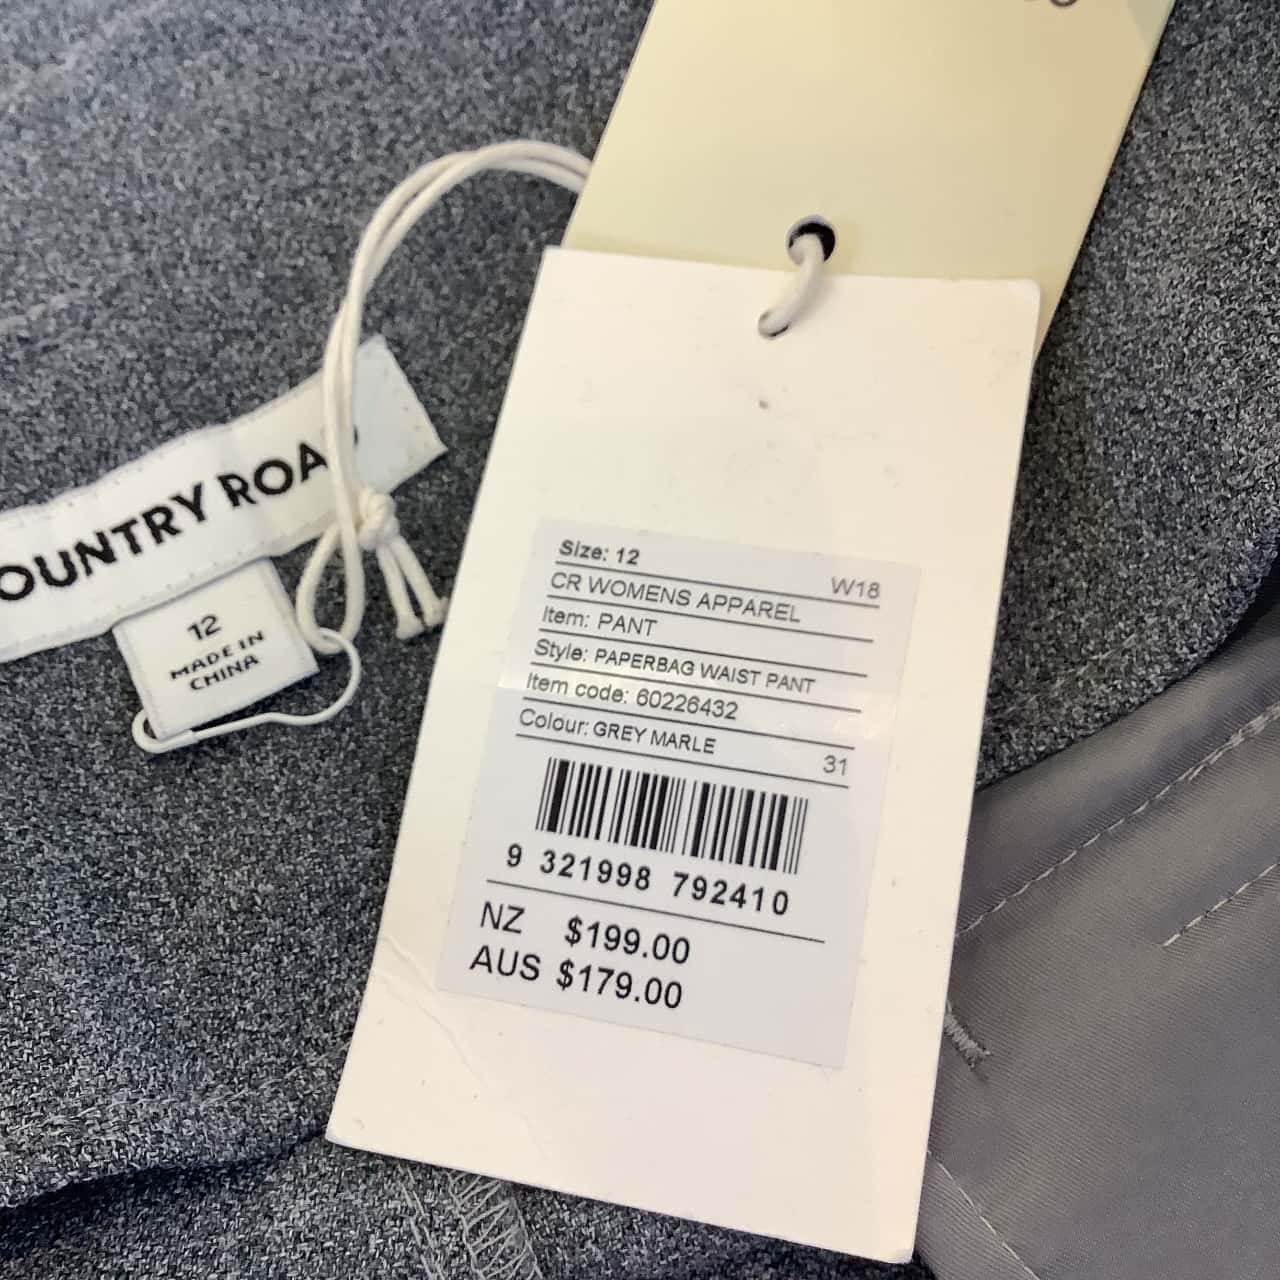 OUNTRY ROA
12
MADE IN
CHINA
Size: 12
W18
CR WOMENS APPAREL
Item: PANT
Style: PAPERBAG WAIST PANT
Item code: 60226432
Colour: GREY MARLE
31
9 321998 792410
NZ $199.00
AUS $179.00